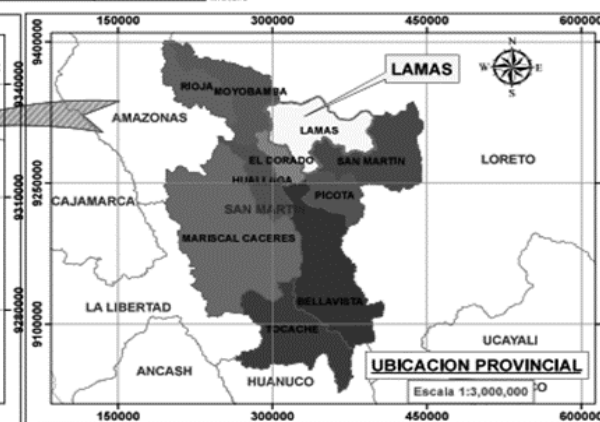 150000 300000 450000 600000
9400000
9340000
RIOJA
MOYOBAMBA
LAMAS
N
W E
S
AMAZONAS
LAMAS
EL DORADO
SAN MARTIN
LORETO
HUALLAGA
9250000
9310000
CAJAMARCA
PICOTA
SAN MARTIN
MARISCAL CACERES
LA LIBERTAD
BELLAVISTA
9280000
9100000
TOCACHE
UCAYALI
ANCASH
HUANUCO
UBICACION PROVINCIAL
Escala 1:3,000,000
150000 300000 450000 600000